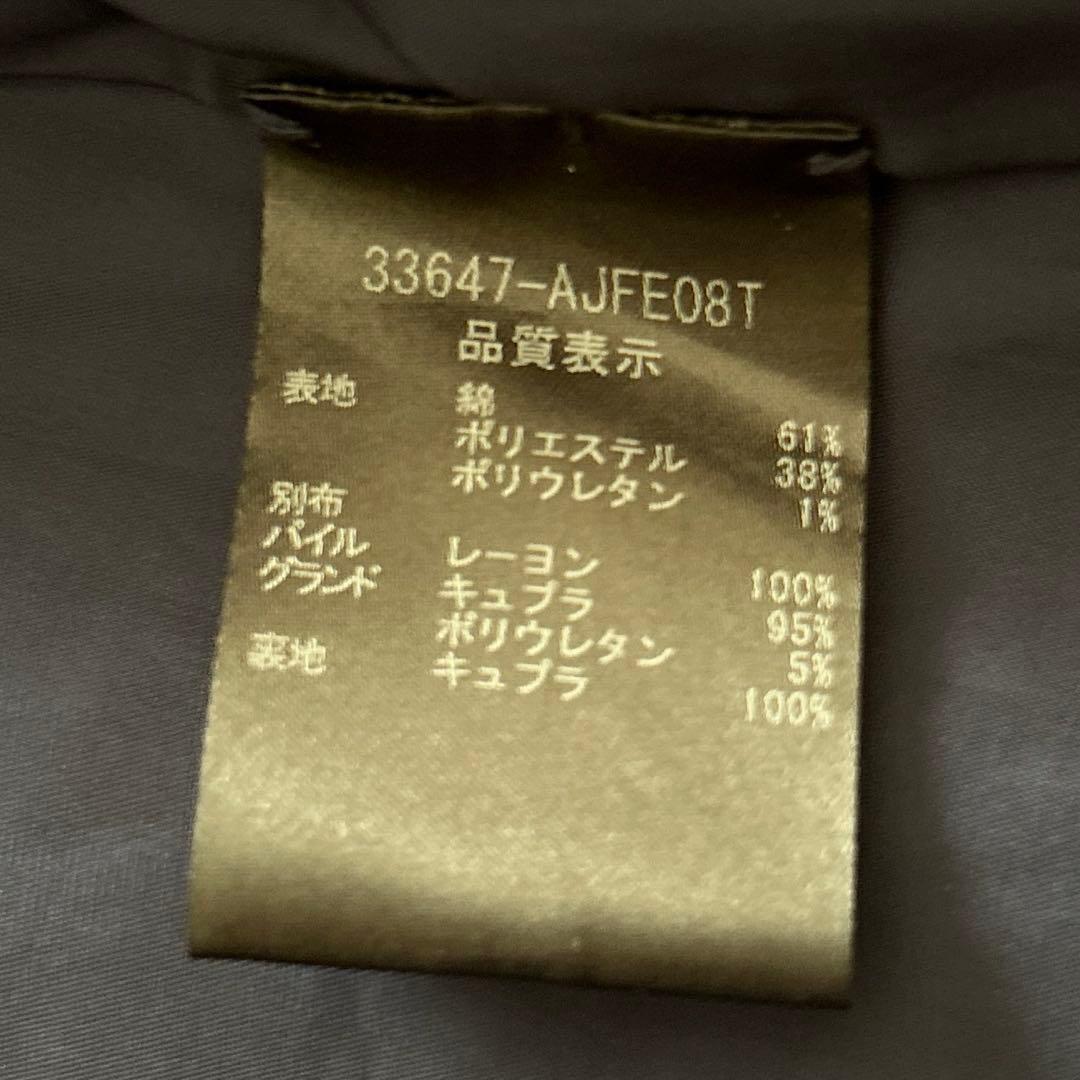 33647-AJFE08T
品質表示
表地 綿 61%
ポリエステル 38%
ポリウレタン 1%
別布
パイル レーヨン 100%
グランド キュプラ 95%
ポリウレタン 5%
裏地 キュプラ 100%